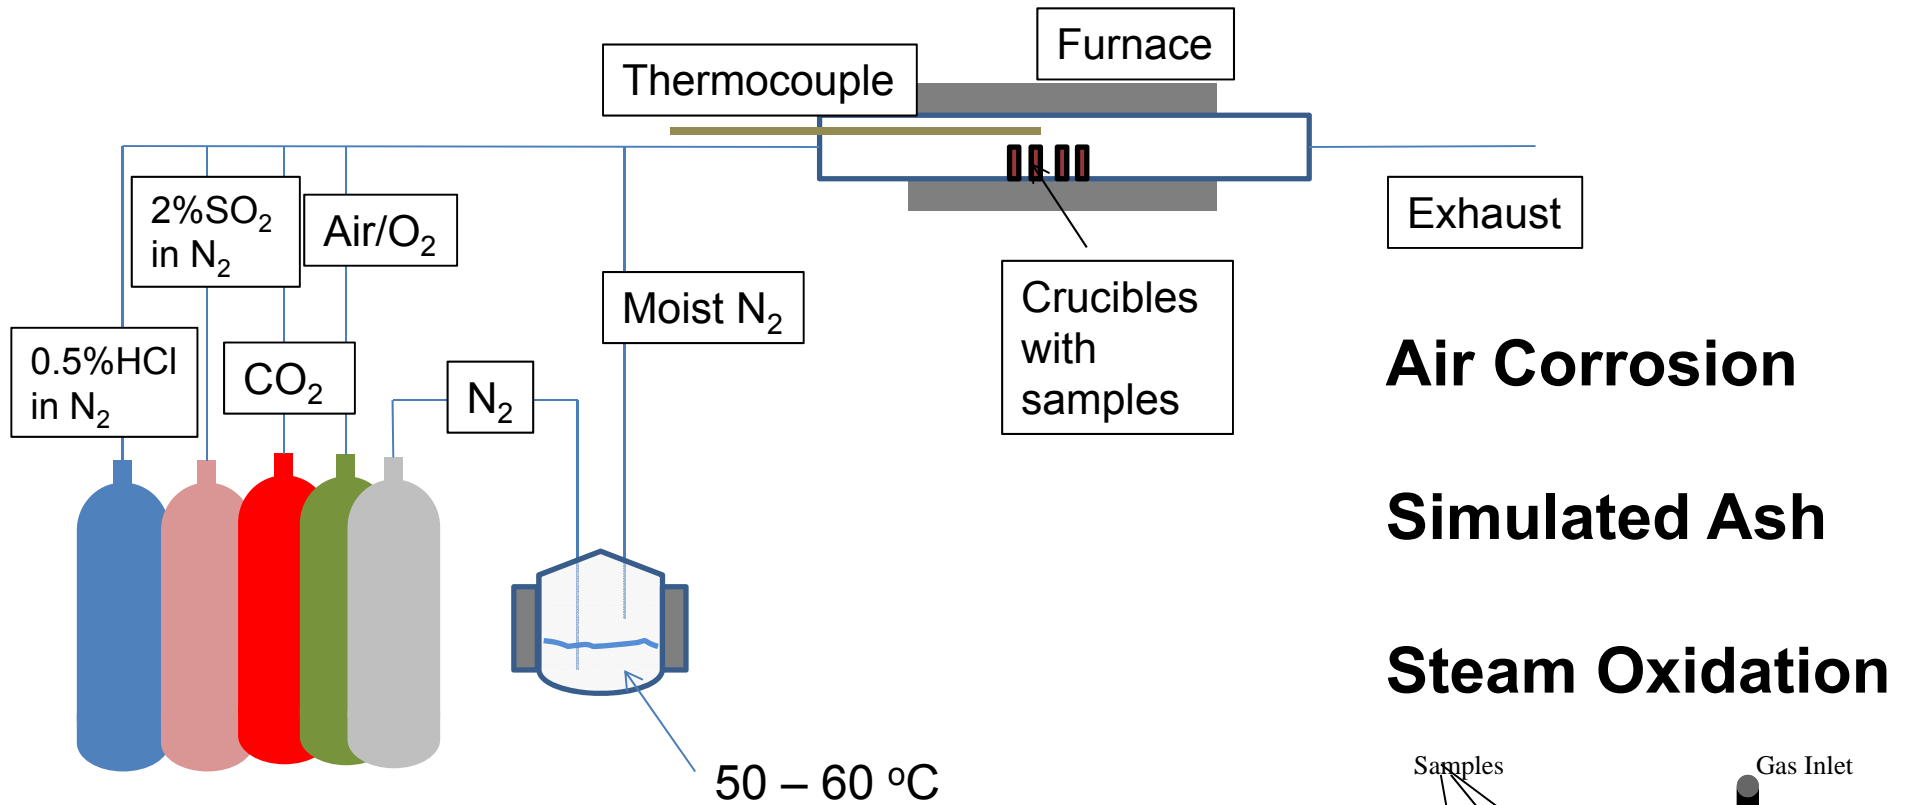 Furnace
Thermocouple
2%SO₂
in N₂
Air/O₂
Exhaust
Moist N₂
Crucibles
with
samples
0.5%HCl
in N₂
CO₂
N₂
Air Corrosion
Simulated Ash
Steam Oxidation
50 – 60 ºC
Samples
Gas Inlet